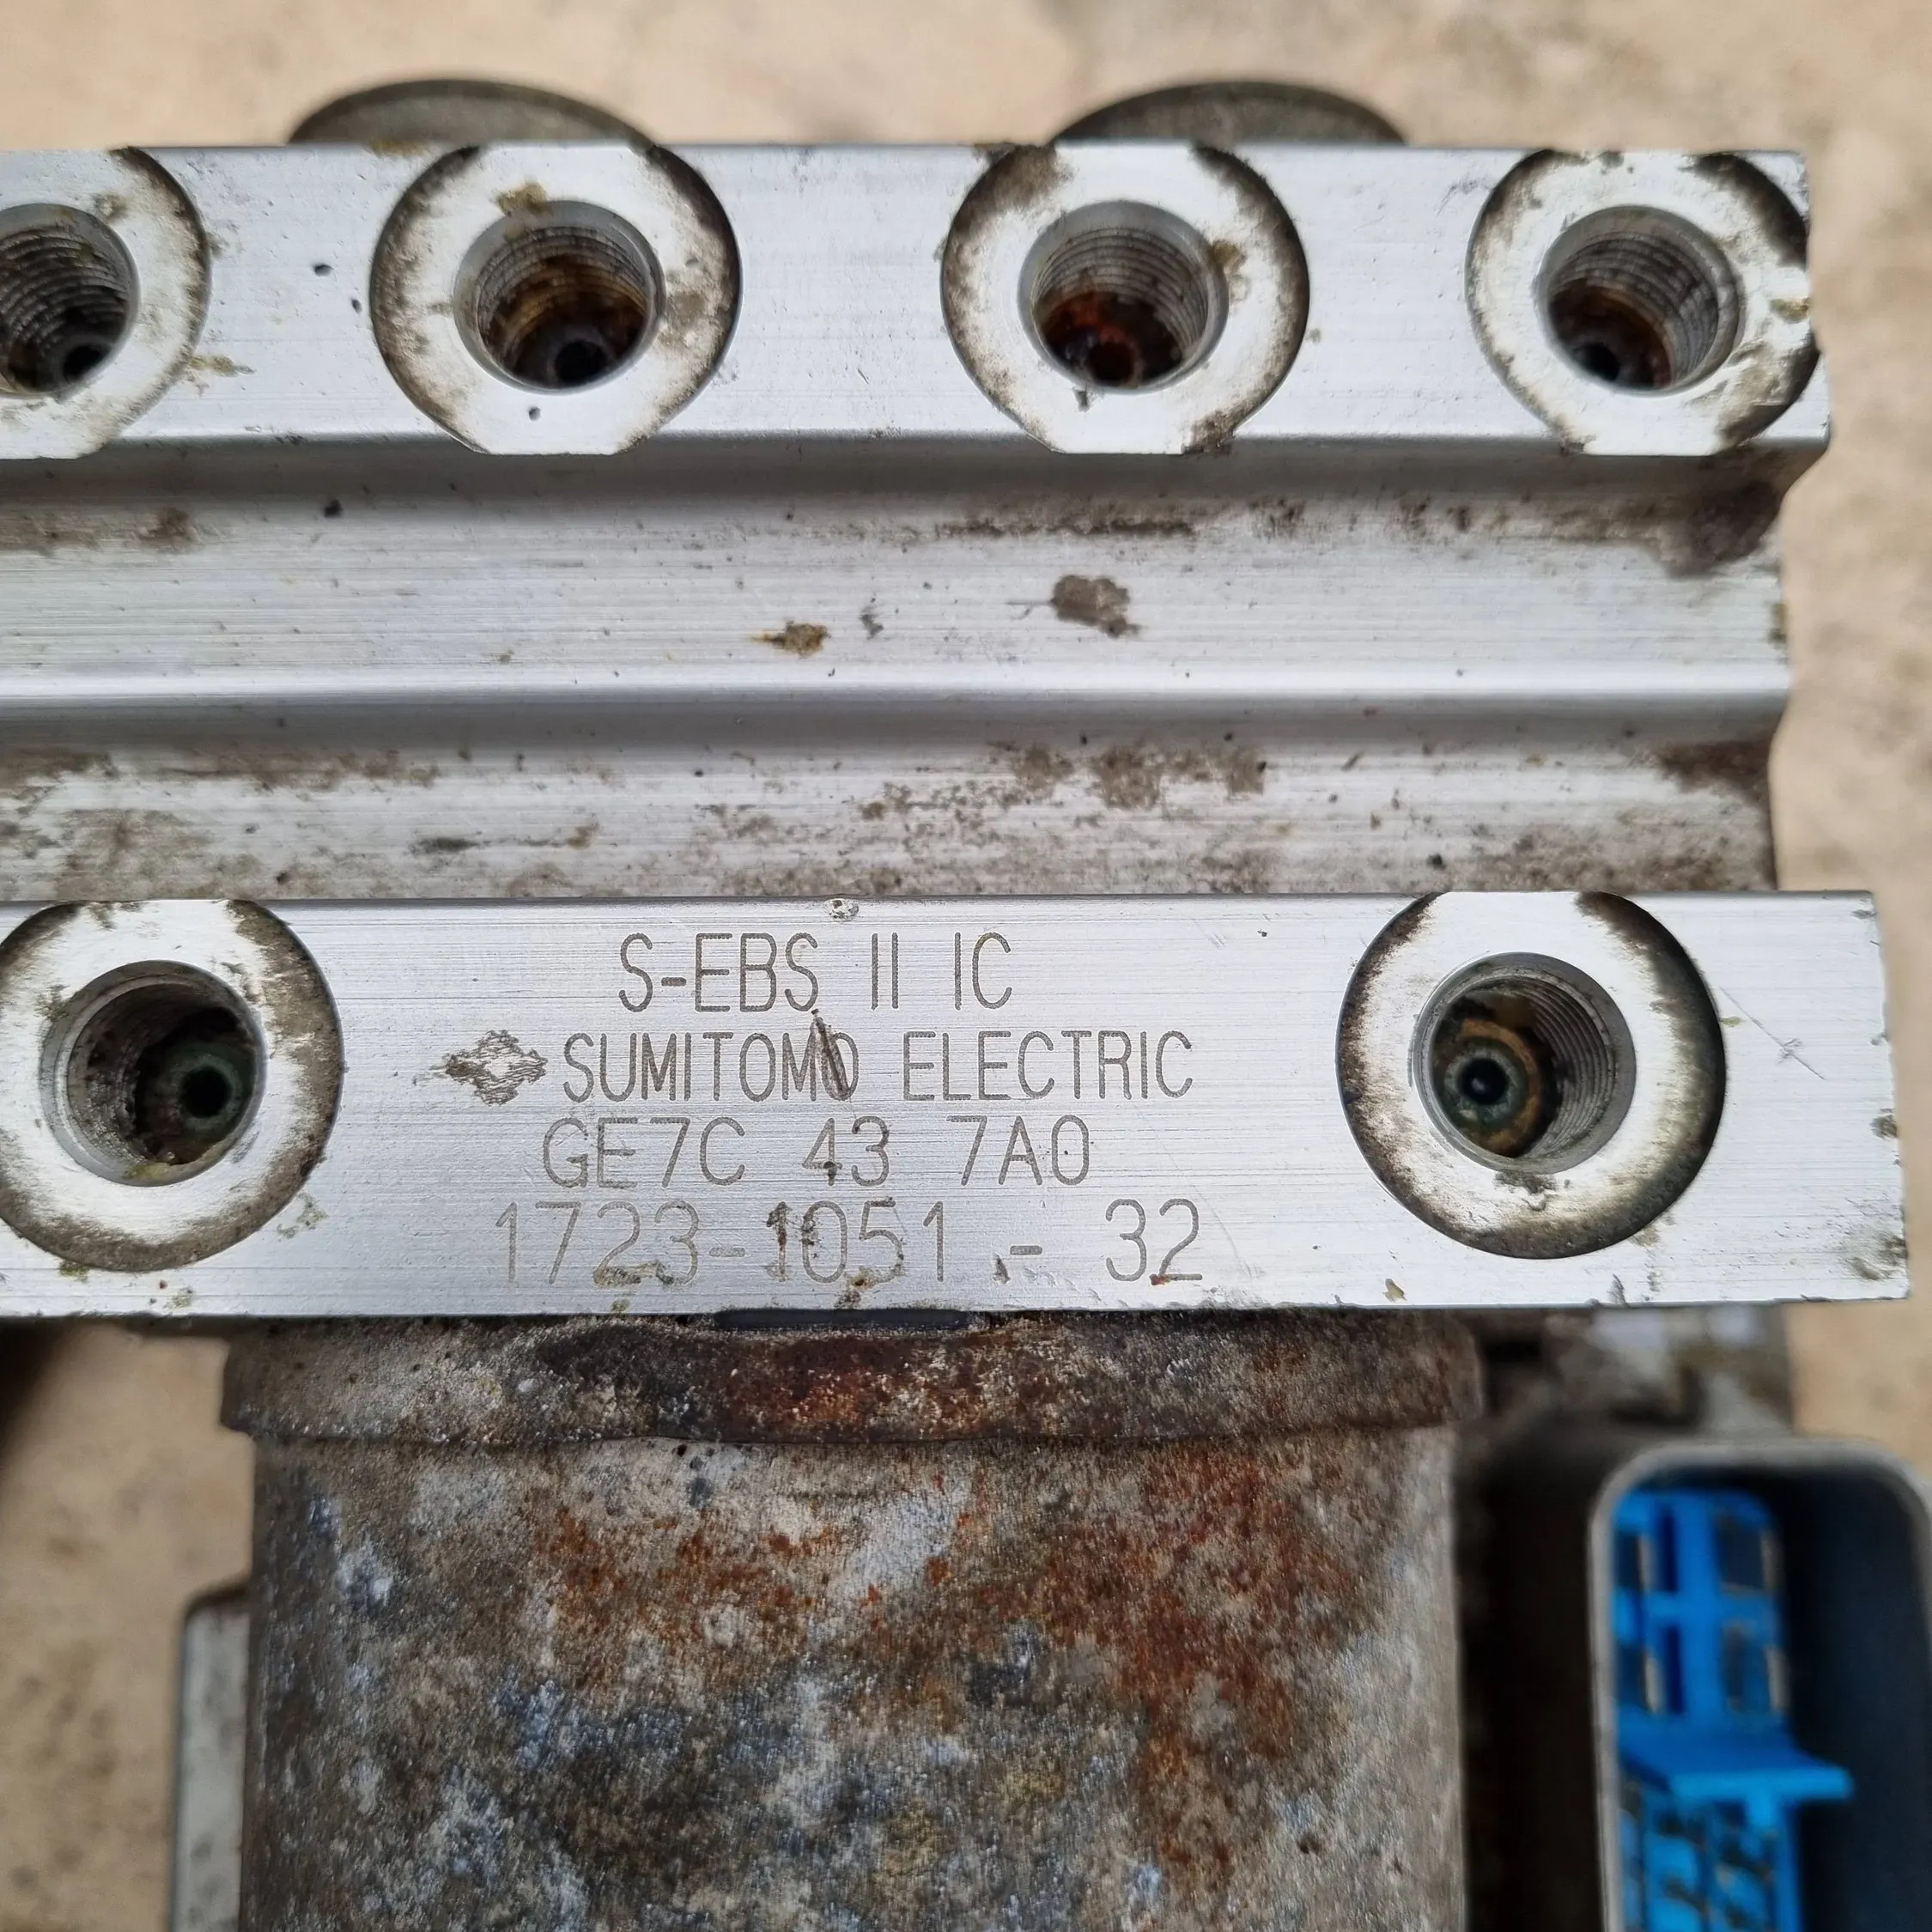 S-EBS II IC
SUMITOMO ELECTRIC
GE7C 43 7A0
1723-1051 - 32